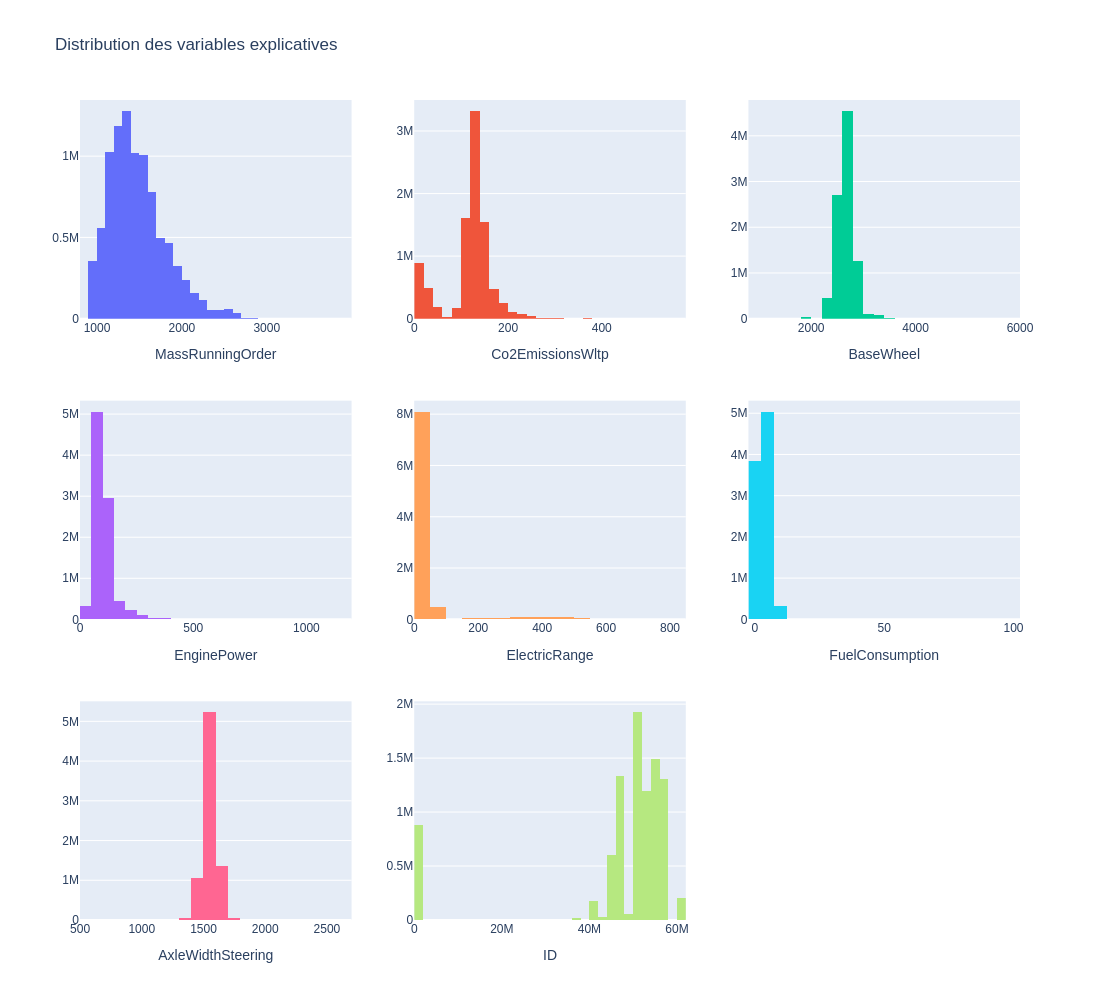 Distribution des variables explicatives
1M
0.5M
0
1000 2000 3000
MassRunningOrder
3M
2M
1M
0
0 200 400
Co2EmissionsWltp
4M
3M
2M
1M
0
2000 4000 6000
BaseWheel
5M
4M
3M
2M
1M
0
0 500 1000
EnginePower
8M
6M
4M
2M
0
0 200 400 600 800
ElectricRange
5M
4M
3M
2M
1M
0
0 50 100
FuelConsumption
5M
4M
3M
2M
1M
0
500 1000 1500 2000 2500
AxleWidthSteering
2M
1.5M
1M
0.5M
0
0 20M 40M 60M
ID